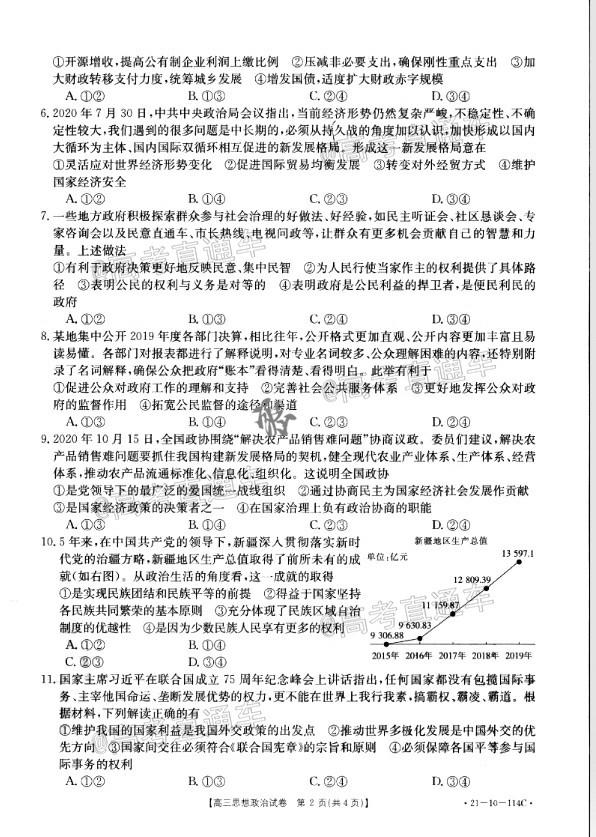 ①开源增收,提高公有制企业利润上缴比例　②压减非必要支出,确保刚性重点支出　③加
大财政转移支付力度,统筹城乡发展　④增发国债,适度扩大财政赤字规模
A.①②　B.①③　C.②④　D.③④
6.2020年7月30日,中共中央政治局会议指出,当前经济形势仍然复杂严峻,不稳定性、不确
定性较大,我们遇到的很多问题是中长期的,必须从持久战的角度加以认识,加快形成以国内
大循环为主体、国内国际双循环相互促进的新发展格局。形成这一新发展格局意在
①灵活应对世界经济形势变化　②促进国际贸易均衡发展　③转变对外经贸方式　④维护
国家经济安全
A.①②　B.①④　C.②③　D.③④
7.一些地方政府积极探索群众参与社会治理的好做法、好经验,如民主听证会、社区恳谈会、专
家咨询会以及民意直通车、市长热线、电视问政等,让群众有更多的机会贡献自己的智慧和力
量。上述做法
①有利于政府决策更好地反映民意、集中民智　②为人民行使当家作主的权利提供了具体路
径　③表明公民的权利与义务是对等的　④表明政府是公民利益的捍卫者,是便民利民的
政府
A.①②　B.①③　C.②④　D.③④
8.某地集中公开2019年度各部门决算,相比往年,公开格式更加直观、公开内容更加丰富且易
读易懂。各部门对报表都进行了解释说明,对专业名词较多、公众理解困难的内容,还特别附
录了名词解释,确保公众把政府“账本”看得清楚、看得明白。此举有利于
①促进公众对政府工作的理解和支持　②完善社会公共服务体系　③更好地发挥公众对政
府的监督作用　④拓宽公民监督的途径和渠道
A.①③　B.①④　C.②③　D.②④
9.2020年10月15日,全国政协围绕“解决农产品销售难问题”协商议政。委员们建议,解决农
产品销售难问题要抓住我国构建新发展格局的契机,健全现代农业产业体系、生产体系、经营
体系,推动农产品流通标准化、信息化、组织化。这说明全国政协
①是党领导下的最广泛的爱国统一战线组织　②通过协商民主为国家经济社会发展作贡献
③是国家经济政策的决策者之一　④在国家治理上负有政治协商的职能
A.①③　B.①④　C.②③　D.②④
10.5年来,在中国共产党的领导下,新疆深入贯彻落实新时
代党的治疆方略,新疆地区生产总值取得了前所未有的成
就(如右图)。从政治生活的角度看,这一成就的取得
①是实现民族团结和民族平等的前提　②得益于国家坚持
各民族共同繁荣的基本原则　③充分体现了民族区域自治
制度的优越性　④是因为少数民族人民享有更多的权利
A.①②　B.①④
C.②③　D.③④
新疆地区生产总值
单位:亿元
13 597.1
12 809.39
11 159.87
9 630.83
9 306.88
2015年　2016年　2017年　2018年　2019年
11.国家主席习近平在联合国成立75周年纪念峰会上讲话指出,任何国家都没有包揽国际事
务、主宰他国命运、垄断发展优势的权力,更不能在世界上我行我素,搞霸权、霸凌、霸道。根
据材料,下列解读正确的有
①维护我国的国家利益是我国外交政策的出发点　②推动世界多极化发展是中国外交的优
先方向　③国家间交往必须符合《联合国宪章》的宗旨和原则　④必须保障各国平等参与国
际事务的权利
A.①②　B.①③　C.②④　D.③④
【高三思想政治试卷　第2页(共4页)】　·21-10-114C·
@高考直通车